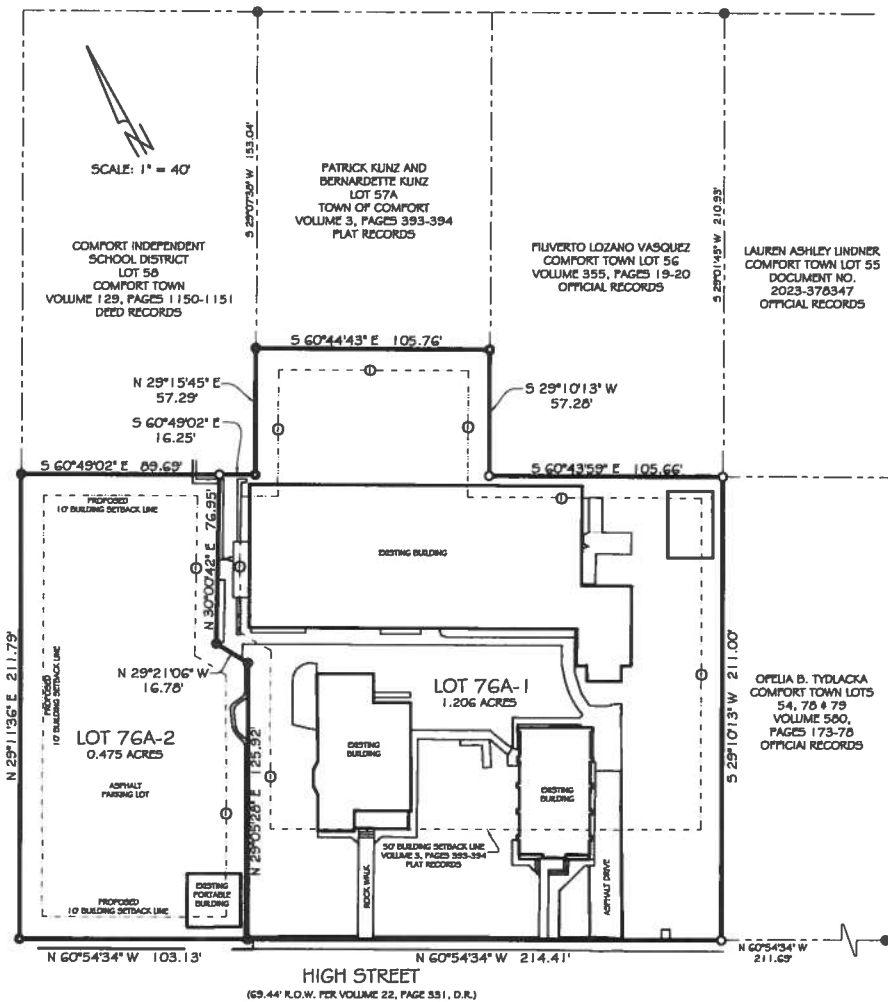 SCALE: 1" = 40'
S 29°07'38" W 153.04'
PATRICK KUNZ AND
BERNARDETTE KUNZ
LOT 57A
TOWN OF COMFORT
VOLUME 3, PAGES 393-394
PLAT RECORDS
COMFORT INDEPENDENT
SCHOOL DISTRICT
LOT 58
COMFORT TOWN
VOLUME 129, PAGES 1150-1151
DEED RECORDS
FILIVERTO LOZANO VASQUEZ
COMFORT TOWN LOT 56
VOLUME 355, PAGES 19-20
OFFICIAL RECORDS
S 29°01'45" W 210.93'
LAUREN ASHLEY LINDNER
COMFORT TOWN LOT 55
DOCUMENT NO.
2023-378347
OFFICIAL RECORDS
S 60°44'43" E 105.76'
N 29°15'45" E
57.29'
S 29°10'13" W
57.28'
S 60°49'02" E
16.25'
S 60°49'02" E 89.69'
S 60°43'59" E 105.66'
PROPOSED
10' BUILDING SETBACK LINE
N 30°00'42" E 76.95'
EXISTING BUILDING
N 29°11'36" E 211.79'
PROPOSED
10' BUILDING SETBACK LINE
N 29°21'06" W
16.78'
LOT 76A-1
1.206 ACRES
S 29°10'13" W 211.00'
OFELIA B. TYDLACKA
COMFORT TOWN LOTS
54, 78 & 79
VOLUME 580,
PAGES 173-78
OFFICIAL RECORDS
LOT 76A-2
0.475 ACRES
ASPHALT
PARKING LOT
N 29°05'28" E 125.92'
EXISTING
BUILDING
EXISTING
BUILDING
50' BUILDING SETBACK LINE
VOLUME 3, PAGES 393-394
PLAT RECORDS
ROCK WALK
ASPHALT DRIVE
EXISTING
PORTABLE
BUILDING
PROPOSED
10' BUILDING SETBACK LINE
N 60°54'34" W 103.13'
N 60°54'34" W 214.41'
N 60°54'34" W
211.69'
HIGH STREET
(69.44' R.O.W. PER VOLUME 22, PAGE 331, D.R.)